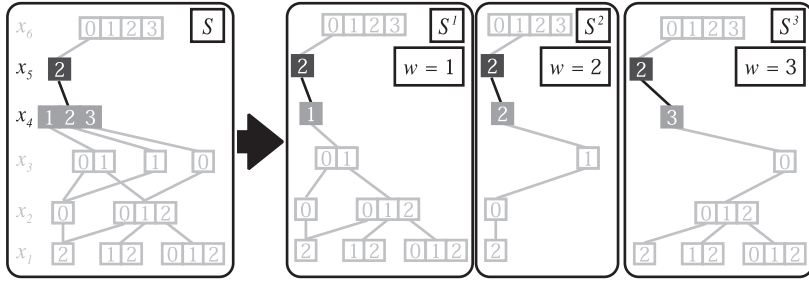 x₆ 0 1 2 3 S 0 1 2 3 S¹ 0 1 2 3 S² 0 1 2 3 S³
x₅ 2 2 w = 1 2 w = 2 2 w = 3
x₄ 1 2 3 1 2 3
x₃ 0 1 1 0 0 1 1 0
x₂ 0 0 1 2 0 0 1 2 0 0 1 2
x₁ 2 1 2 0 1 2 2 1 2 0 1 2 2 2 1 2 0 1 2